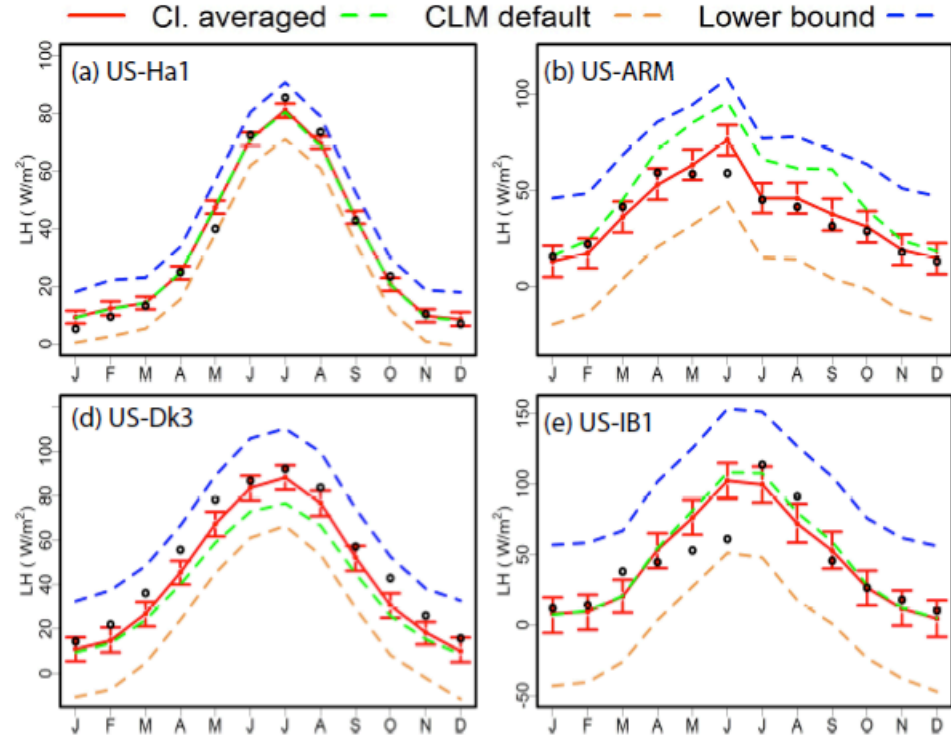 Cl. averaged CLM default Lower bound
(a) US-Ha1
LH ( W/m²)
100
80
60
40
20
0
J F M A M J J A S O N D
(b) US-ARM
LH ( W/m²)
100
50
0
J F M A M J J A S O N D
(d) US-Dk3
LH ( W/m²)
100
80
60
40
20
0
J F M A M J J A S O N D
(e) US-IB1
LH ( W/m²)
150
100
50
0
-50
J F M A M J J A S O N D